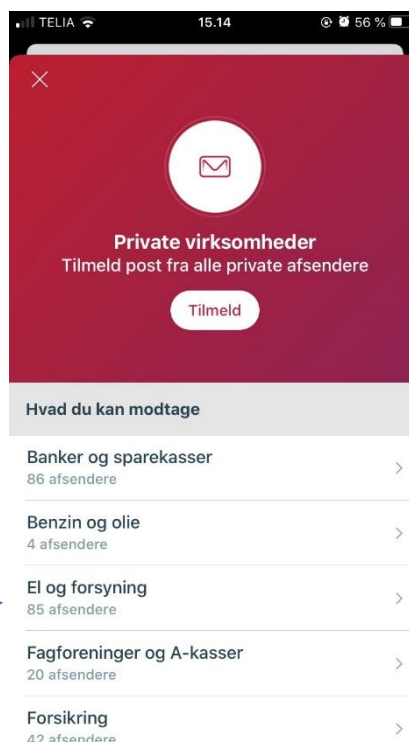 TELIA
15.14
56 %
Private virksomheder
Tilmeld post fra alle private afsendere
Tilmeld
Hvad du kan modtage
Banker og sparekasser
86 afsendere
Benzin og olie
4 afsendere
El og forsyning
85 afsendere
Fagforeninger og A-kasser
20 afsendere
Forsikring
42 afsendere